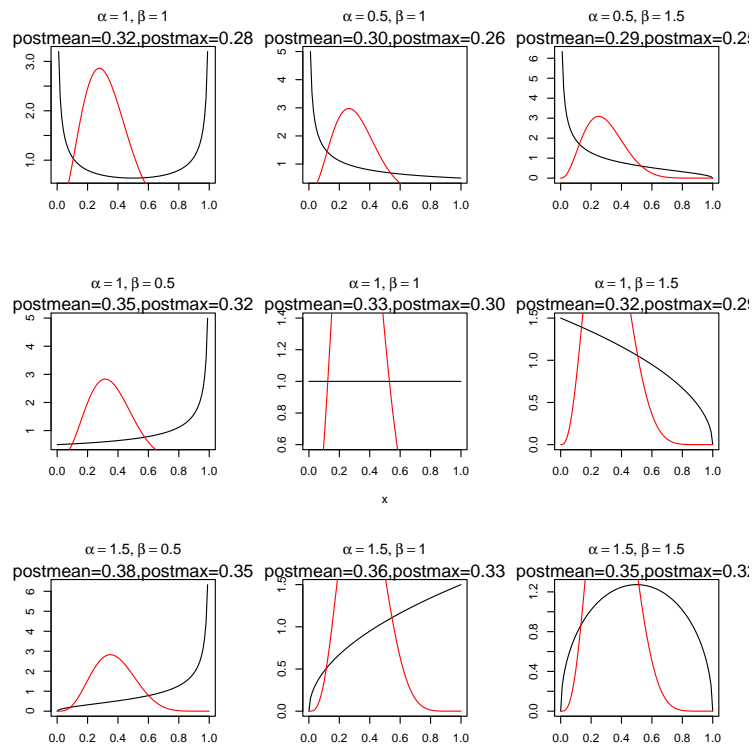 α = 1, β = 1
postmean=0.32,postmax=0.28
1.0 2.0 3.0
0.0 0.2 0.4 0.6 0.8 1.0
α = 0.5, β = 1
postmean=0.30,postmax=0.26
1 2 3 4 5
0.0 0.2 0.4 0.6 0.8 1.0
α = 0.5, β = 1.5
postmean=0.29,postmax=0.25
0 1 2 3 4 5 6
0.0 0.2 0.4 0.6 0.8 1.0
α = 1, β = 0.5
postmean=0.35,postmax=0.32
1 2 3 4 5
0.0 0.2 0.4 0.6 0.8 1.0
α = 1, β = 1
postmean=0.33,postmax=0.30
0.6 0.8 1.0 1.2 1.4
0.0 0.2 0.4 0.6 0.8 1.0
x
α = 1, β = 1.5
postmean=0.32,postmax=0.29
0.0 0.5 1.0 1.5
0.0 0.2 0.4 0.6 0.8 1.0
α = 1.5, β = 0.5
postmean=0.38,postmax=0.35
0 1 2 3 4 5 6
0.0 0.2 0.4 0.6 0.8 1.0
α = 1.5, β = 1
postmean=0.36,postmax=0.33
0.0 0.5 1.0 1.5
0.0 0.2 0.4 0.6 0.8 1.0
α = 1.5, β = 1.5
postmean=0.35,postmax=0.32
0.0 0.4 0.8 1.2
0.0 0.2 0.4 0.6 0.8 1.0